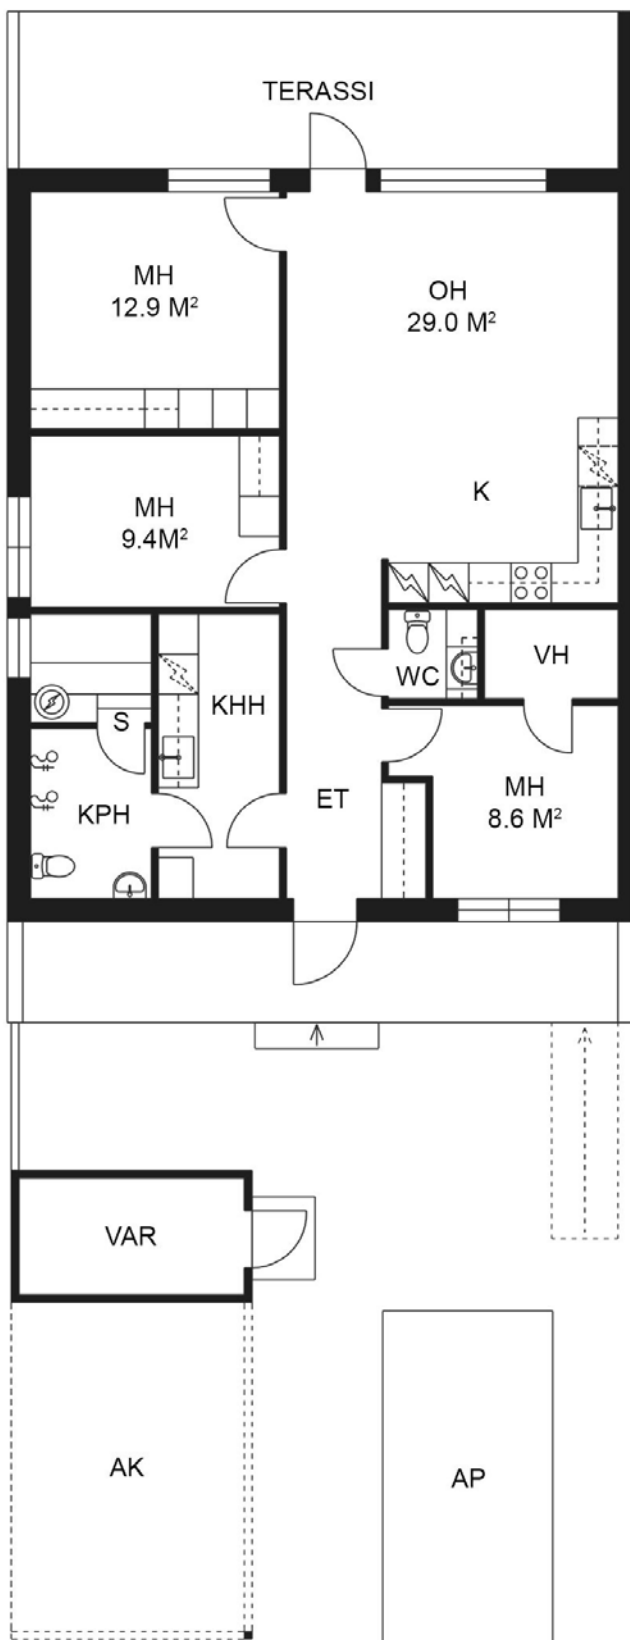 TERASSI
MH
12.9 M²
OH
29.0 M²
MH
9.4M²
K
S
KHH
WC
VH
KPH
ET
MH
8.6 M²
VAR
AK
AP